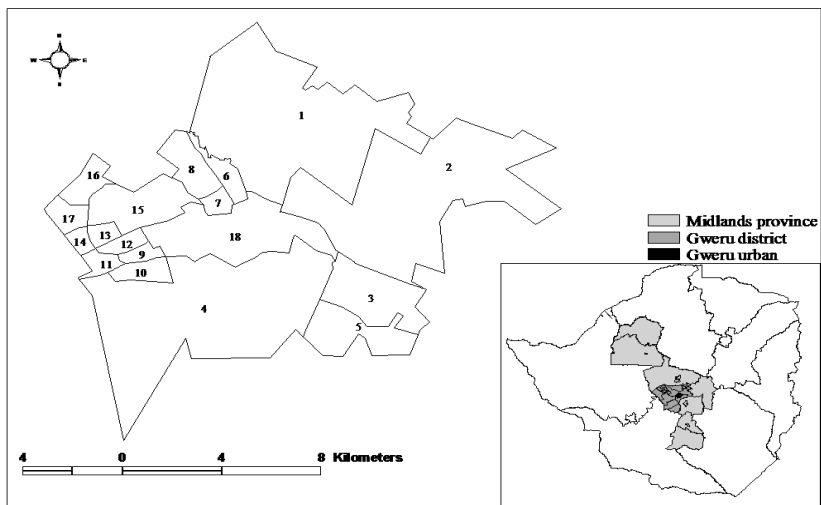 N
W E
S
1
2
8
6
16
7
15
17
13
14
12
18
9
11
10
4
3
5
Midlands province
Gweru district
Gweru urban
4 0 4 8 Kilometers